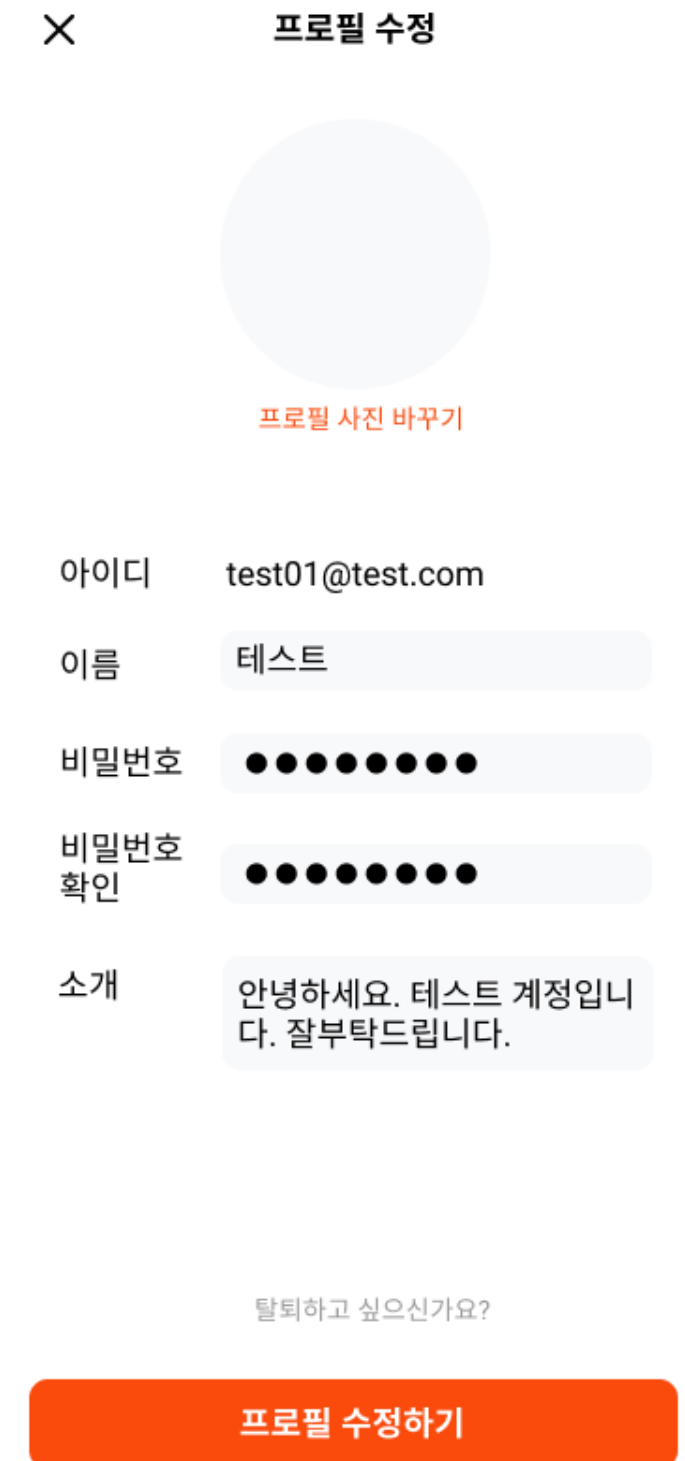 프로필 수정
프로필 사진 바꾸기
아이디 test01@test.com
이름 테스트
비밀번호 ●●●●●●●●
비밀번호
확인 ●●●●●●●●
소개 안녕하세요. 테스트 계정입니
다. 잘부탁드립니다.
탈퇴하고 싶으신가요?
프로필 수정하기